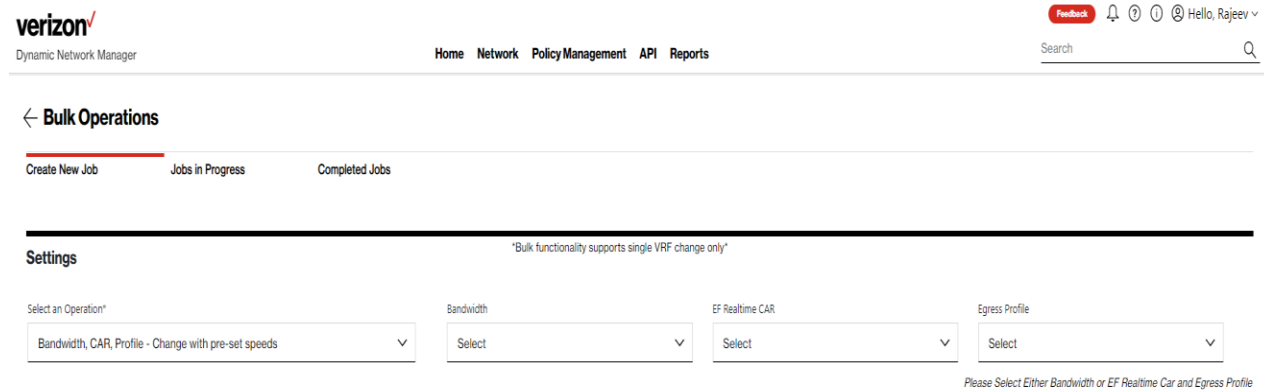 Feedback Hello, Rajeev
verizon
Dynamic Network Manager
Home Network Policy Management API Reports
Search
Bulk Operations
Create New Job Jobs in Progress Completed Jobs
*Bulk functionality supports single VRF change only*
Settings
Select an Operation* Bandwidth EF Realtime CAR Egress Profile
Bandwidth, CAR, Profile - Change with pre-set speeds Select Select Select
Please Select Either Bandwidth or EF Realtime Car and Egress Profile